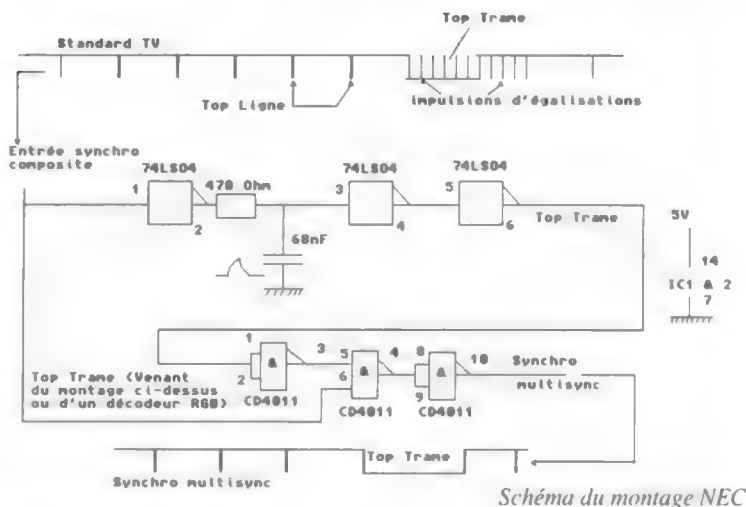 Top Trame
Standard TV
Top Ligne
Impulsions d'égalisations
Entrée synchro
composite
74LS04
470 Ohm
74LS04
74LS04
1
2
3
4
5
6
68nF
Top Trame
5V
14
IC1 & 2
7
1
2
&
3
5
6
&
4
8
9
&
10
CD4011
CD4011
CD4011
Synchro
multisync
Top Trame (Venant
du montage ci-dessus
ou d'un décodeur RGB)
Top Trame
Synchro multisync
Schéma du montage NEC